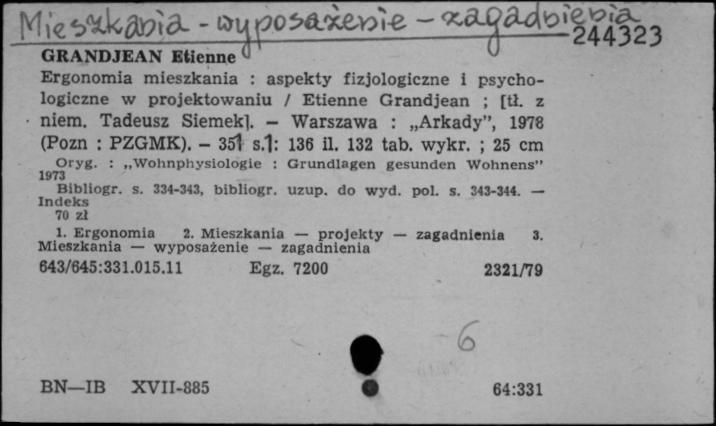 Mieszkania - wyposażenie - zagadnienia
244323
GRANDJEAN Etienne
Ergonomia mieszkania : aspekty fizjologiczne i psycho-
logiczne w projektowaniu / Etienne Grandjean ; [tł. z
niem. Tadeusz Siemek]. — Warszawa : „Arkady”, 1978
(Pozn : PZGMK). — 351 s.1: 136 il. 132 tab. wykr. ; 25 cm
Oryg. : „Wohnphysiologie : Grundlagen gesunden Wohnens”
1973
Bibliogr. s. 334-343, bibliogr. uzup. do wyd. pol. s. 343-344. —
Indeks
70 zł
1. Ergonomia 2. Mieszkania — projekty — zagadnienia 3.
Mieszkania — wyposażenie — zagadnienia
643/645:331.015.11 Egz. 7200 2321/79
6
BN—IB XVII-885 64:331